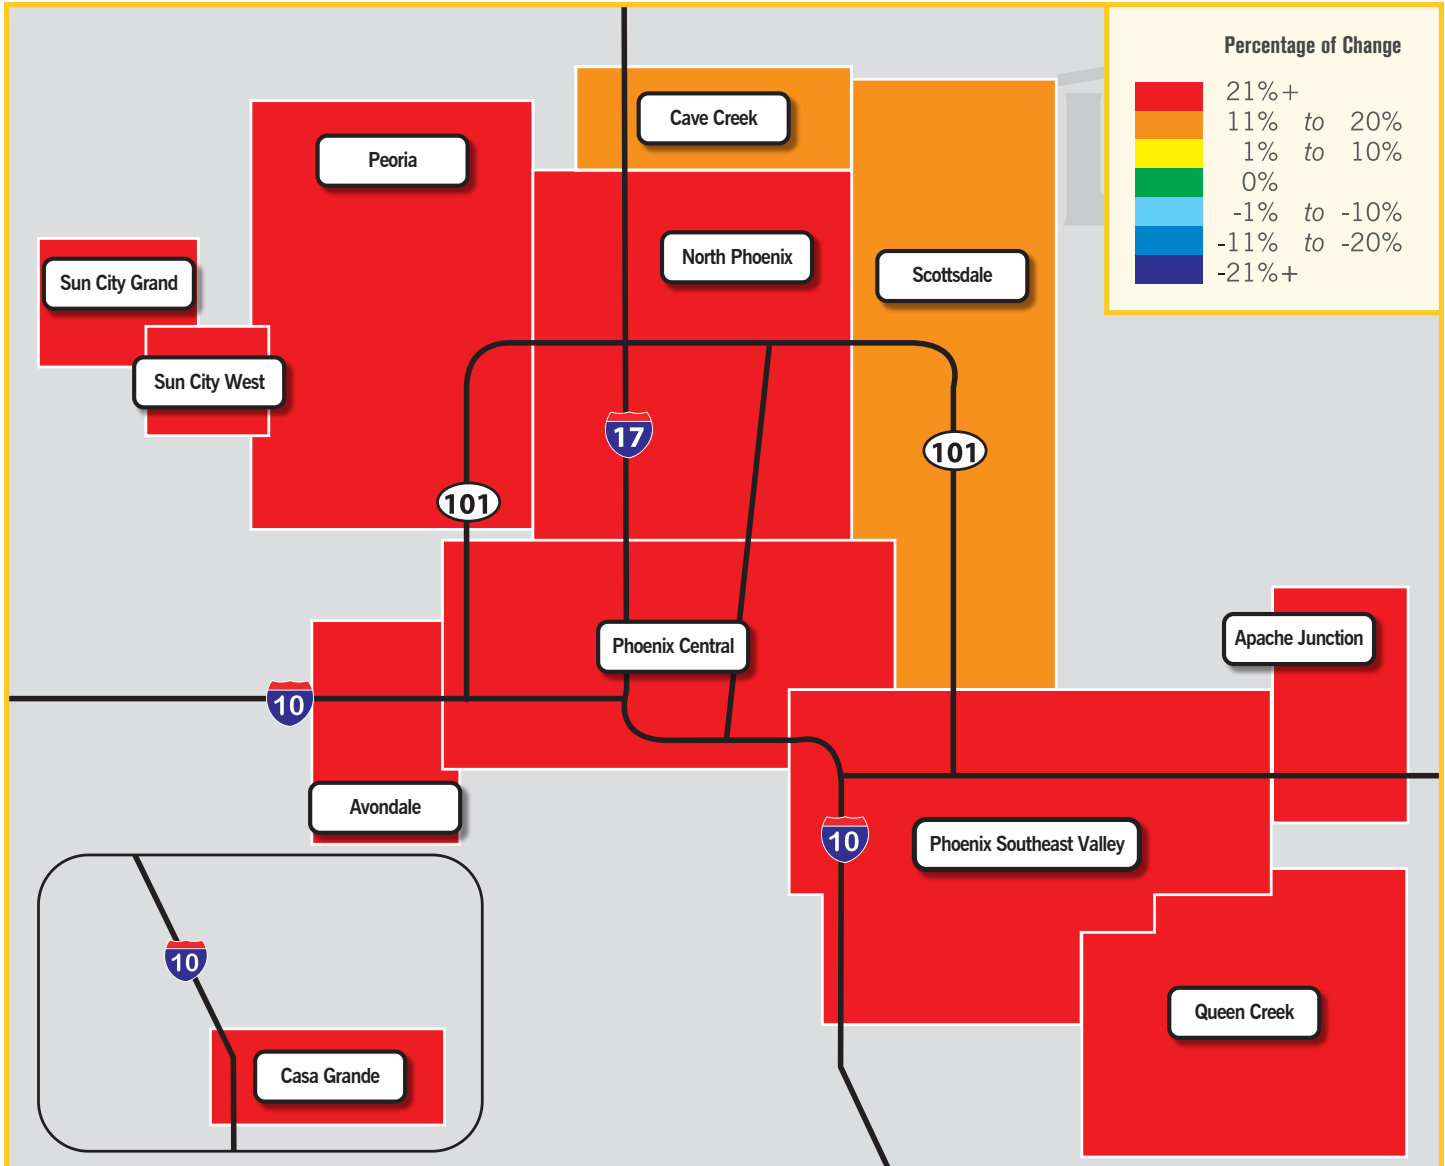 Percentage of Change
21%+
11% to 20%
1% to 10%
0%
-1% to -10%
-11% to -20%
-21%+
Cave Creek
Peoria
North Phoenix
Scottsdale
Sun City Grand
Sun City West
17
101
101
Phoenix Central
Apache Junction
10
Avondale
10
Phoenix Southeast Valley
10
Queen Creek
Casa Grande